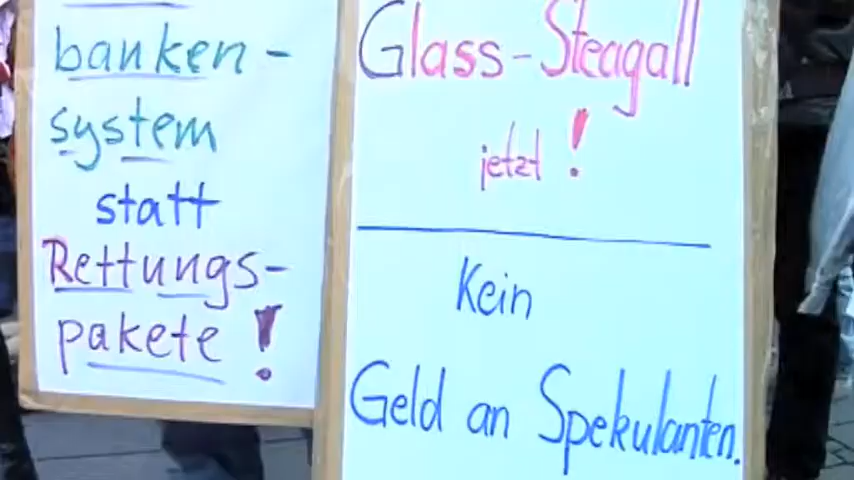 banken-
system
statt
Rettungs-
pakete!
Glass-Steagall
jetzt!
Kein
Geld an Spekulanten.